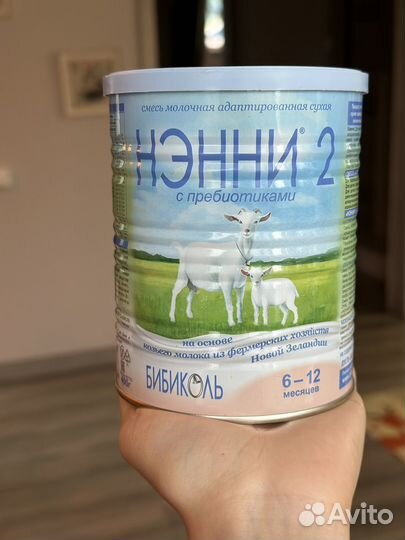 смесь молочная адаптированная сухая
НЭННИ® 2
с пребиотиками
на основе
козьего молока из фермерских хозяйств
Новой Зеландии
БИБИКОЛЬ
6–12
месяцев
Avito